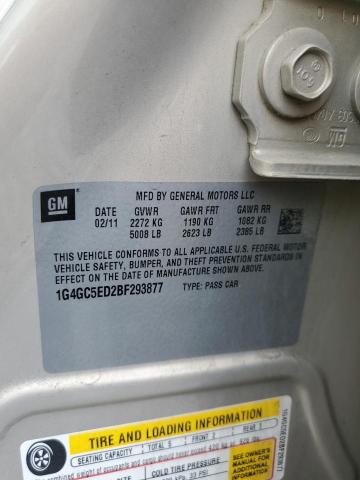 GM
MFD BY GENERAL MOTORS LLC
DATE GVWR GAWR FRT GAWR RR
02/11 2272 KG 1190 KG 1082 KG
5008 LB 2623 LB 2385 LB
THIS VEHICLE CONFORMS TO ALL APPLICABLE U.S. FEDERAL MOTOR
VEHICLE SAFETY, BUMPER, AND THEFT PREVENTION STANDARDS IN
EFFECT ON THE DATE OF MANUFACTURE SHOWN ABOVE.
1G4GC5ED2BF293877 TYPE: PASS CAR
TIRE AND LOADING INFORMATION
SEATING CAPACITY TOTAL 5 FRONT 2 REAR 3
SEE OWNER'S
MANUAL FOR
ADDITIONAL
INFORMATION
COLD TIRE